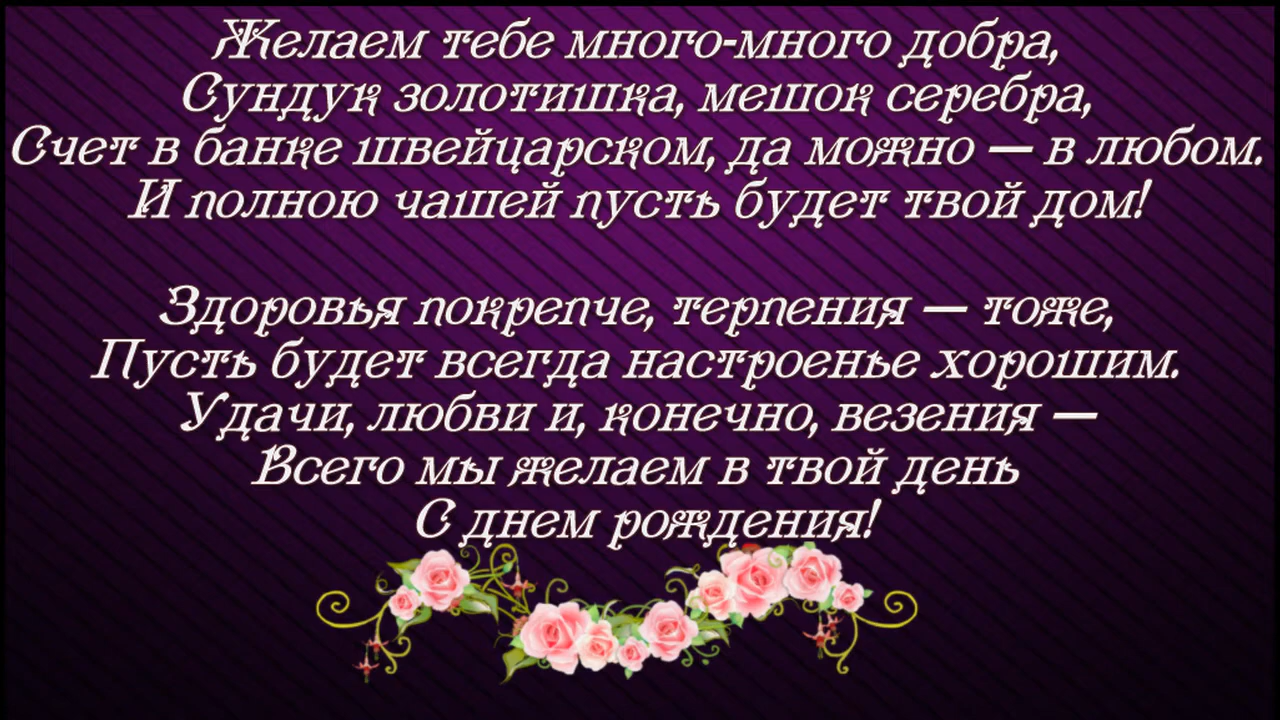 Желаем тебе много-много добра,
Сундук золотишка, мешок серебра,
Счет в банке швейцарском, да можно — в любом.
И полною чашей пусть будет твой дом!
Здоровья покрепче, терпения — тоже,
Пусть будет всегда настроенье хорошим.
Удачи, любви и, конечно, везения —
Всего мы желаем в твой день
С днем рождения!